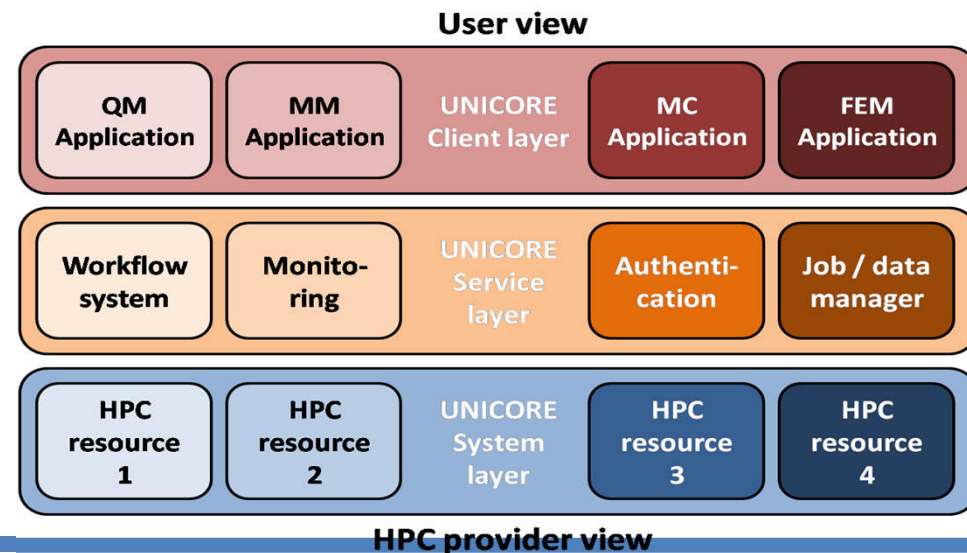 User view
QM
Application
MM
Application
UNICORE
Client layer
MC
Application
FEM
Application
Workflow
system
Monito-
ring
UNICORE
Service
layer
Authenti-
cation
Job / data
manager
HPC
resource
1
HPC
resource
2
UNICORE
System
layer
HPC
resource
3
HPC
resource
4
HPC provider view